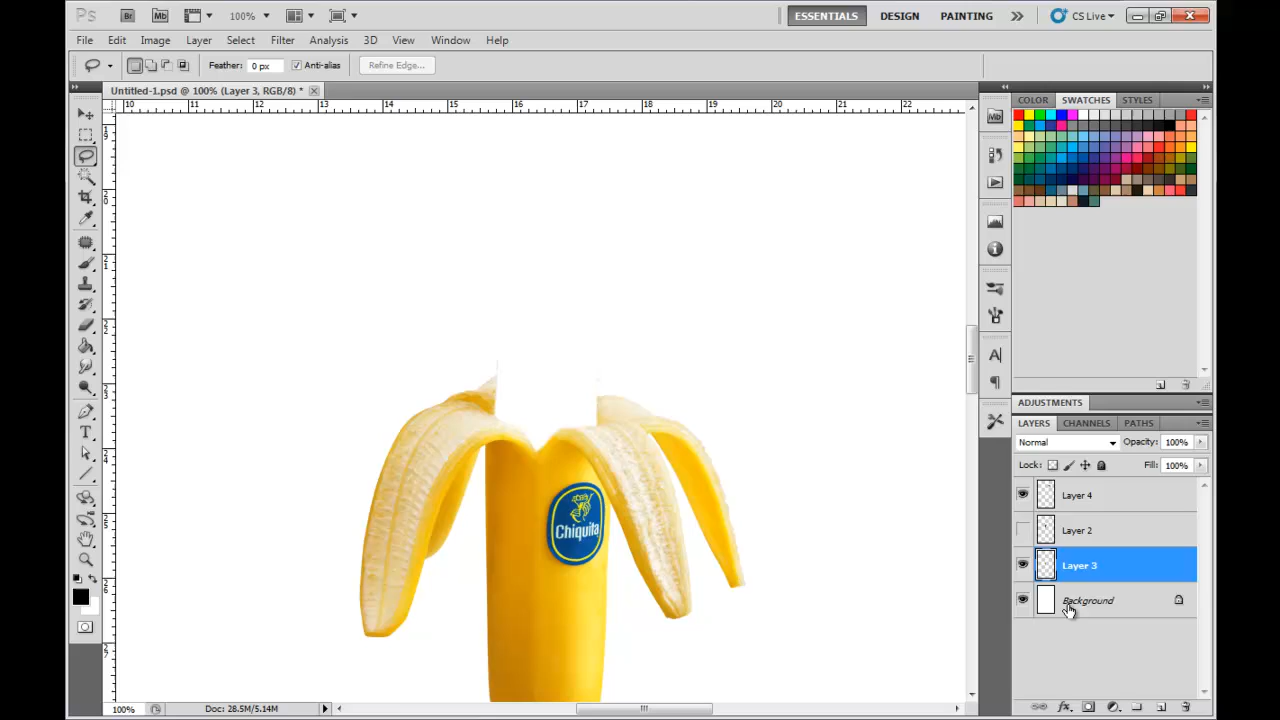 Ps Br Mb 100% ESSENTIALS DESIGN PAINTING CS Live
File Edit Image Layer Select Filter Analysis 3D View Window Help
Feather: 0 px Anti-alias Refine Edge...
Untitled-1.psd @ 100% (Layer 3, RGB/8) *
10 11 12 13 14 15 16 17 18 19 20 21 22
COLOR SWATCHES STYLES
Mb
ADJUSTMENTS
LAYERS CHANNELS PATHS
Normal Opacity: 100%
Lock: Fill: 100%
Layer 4
Layer 2
Layer 3
Background
Chiquita
100% Doc: 28.5M/5.14M